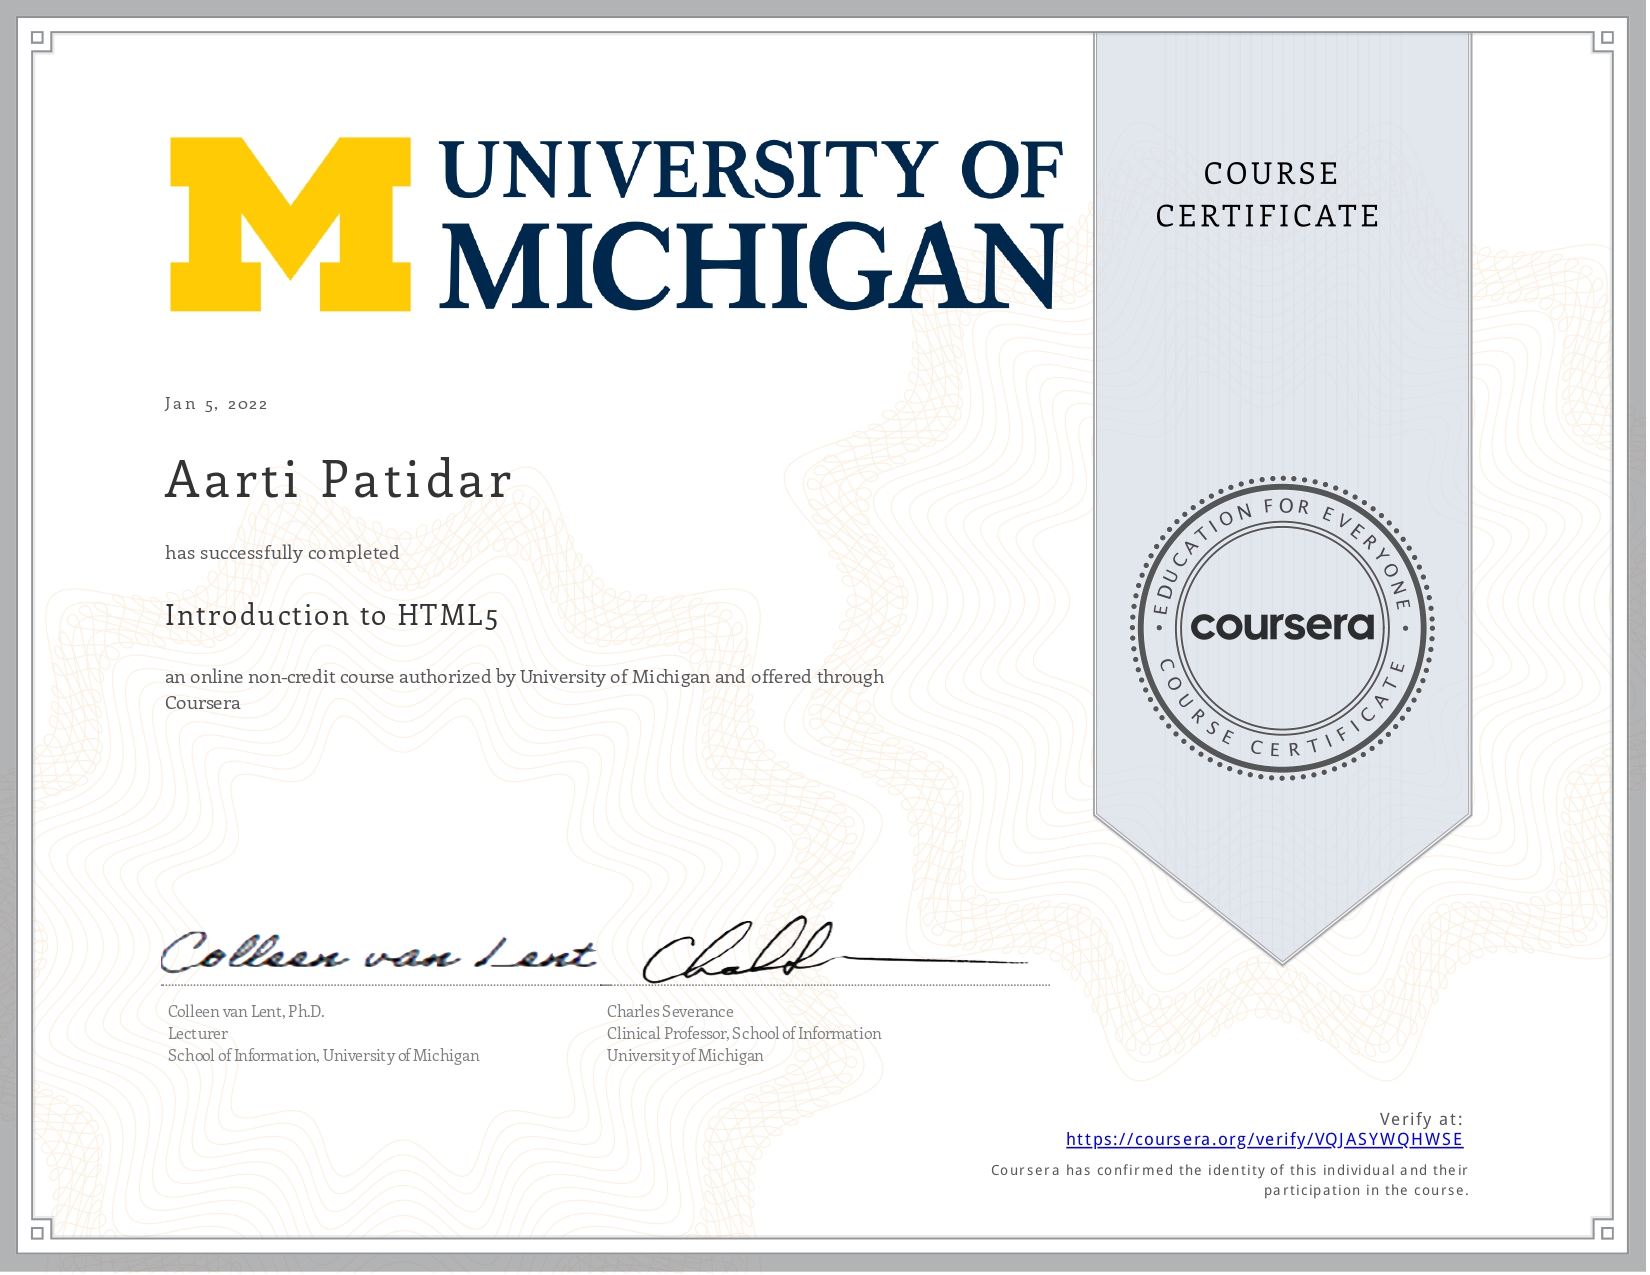 UNIVERSITY OF
MICHIGAN
COURSE
CERTIFICATE
Jan 5, 2022
Aarti Patidar
has successfully completed
Introduction to HTML5
an online non-credit course authorized by University of Michigan and offered through
Coursera
EDUCATION FOR EVERYONE
coursera
COURSE CERTIFICATE
Colleen van Lent
Colleen van Lent, Ph.D.
Lecturer
School of Information, University of Michigan
Charles Severance
Clinical Professor, School of Information
University of Michigan
Verify at:
https://coursera.org/verify/VQJASYWQHWSE
Coursera has confirmed the identity of this individual and their
participation in the course.